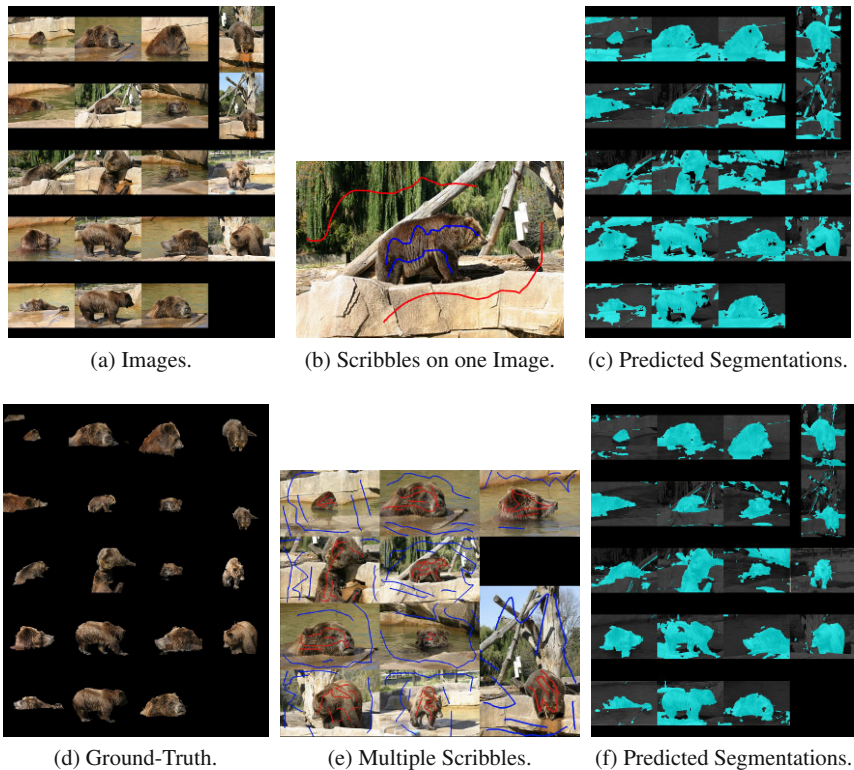 (a) Images.
(b) Scribbles on one Image.
(c) Predicted Segmentations.
(d) Ground-Truth.
(e) Multiple Scribbles.
(f) Predicted Segmentations.